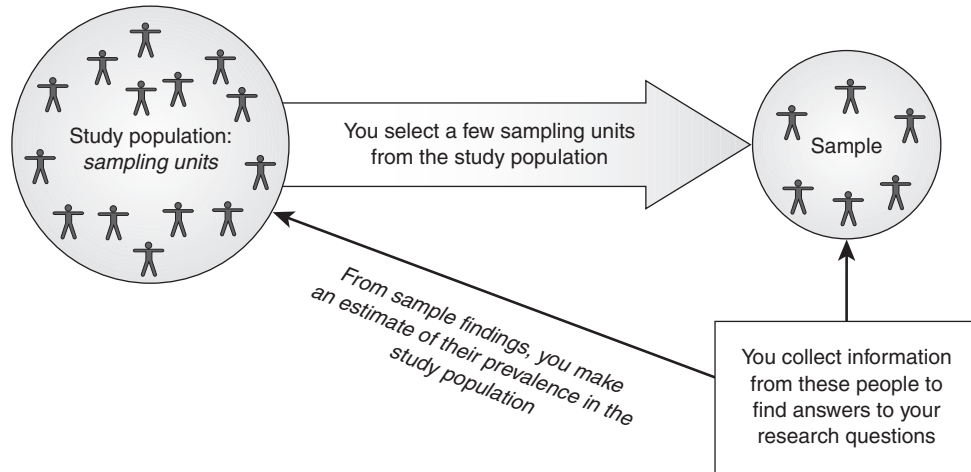 Study population:
sampling units
You select a few sampling units
from the study population
Sample
From sample findings, you make
an estimate of their prevalence in the
study population
You collect information
from these people to
find answers to your
research questions